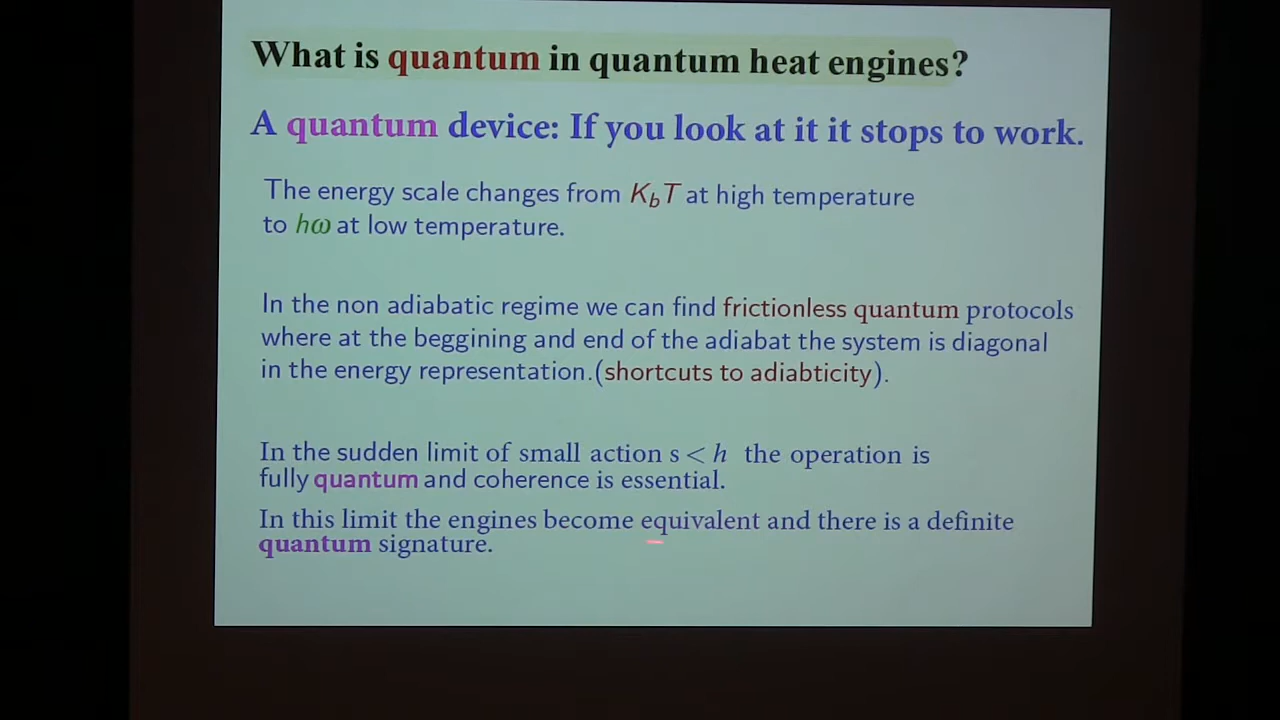 What is quantum in quantum heat engines?
A quantum device: If you look at it it stops to work.
The energy scale changes from KbT at high temperature
to hω at low temperature.
In the non adiabatic regime we can find frictionless quantum protocols
where at the beggining and end of the adiabat the system is diagonal
in the energy representation.(shortcuts to adiabticity).
In the sudden limit of small action s < h the operation is
fully quantum and coherence is essential.
In this limit the engines become equivalent and there is a definite
quantum signature.